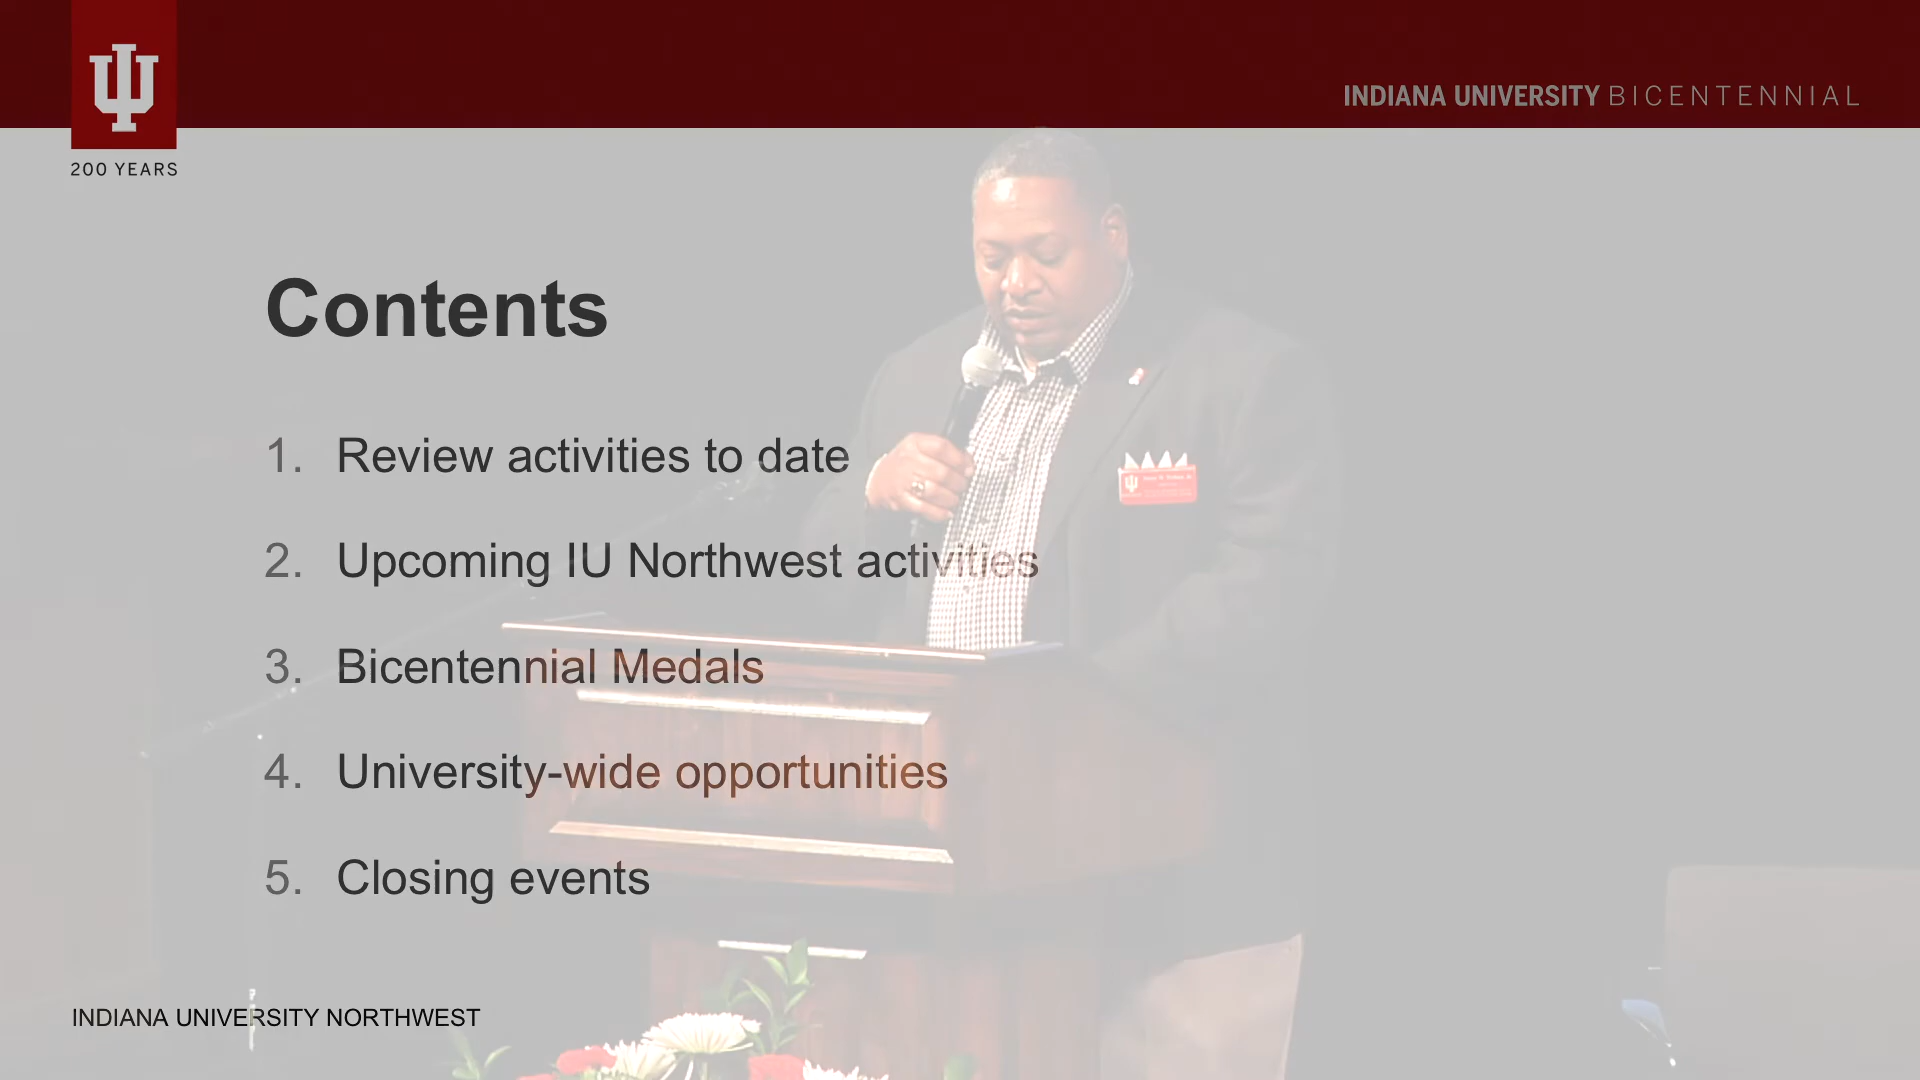 INDIANA UNIVERSITY BICENTENNIAL
200 YEARS
Contents
1. Review activities to date
2. Upcoming IU Northwest activities
3. Bicentennial Medals
4. University-wide opportunities
5. Closing events
INDIANA UNIVERSITY NORTHWEST